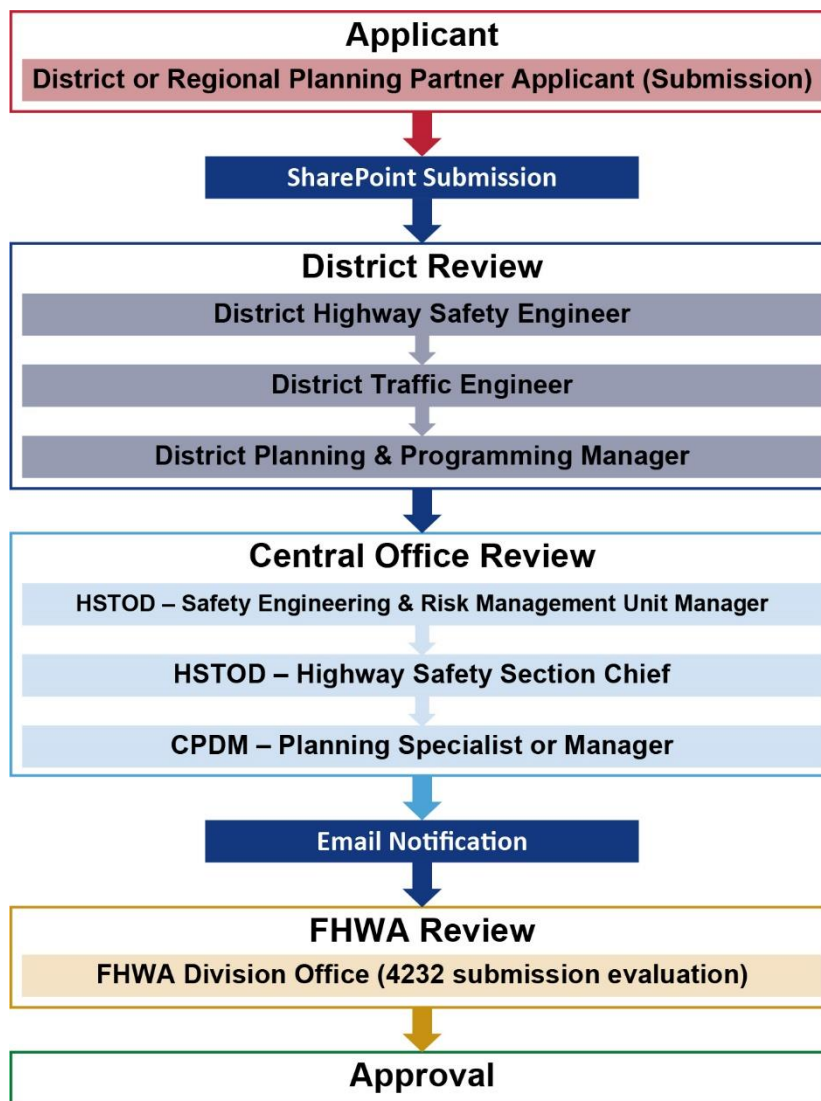 Applicant
District or Regional Planning Partner Applicant (Submission)
SharePoint Submission
District Review
District Highway Safety Engineer
District Traffic Engineer
District Planning & Programming Manager
Central Office Review
HSTOD – Safety Engineering & Risk Management Unit Manager
HSTOD – Highway Safety Section Chief
CPDM – Planning Specialist or Manager
Email Notification
FHWA Review
FHWA Division Office (4232 submission evaluation)
Approval